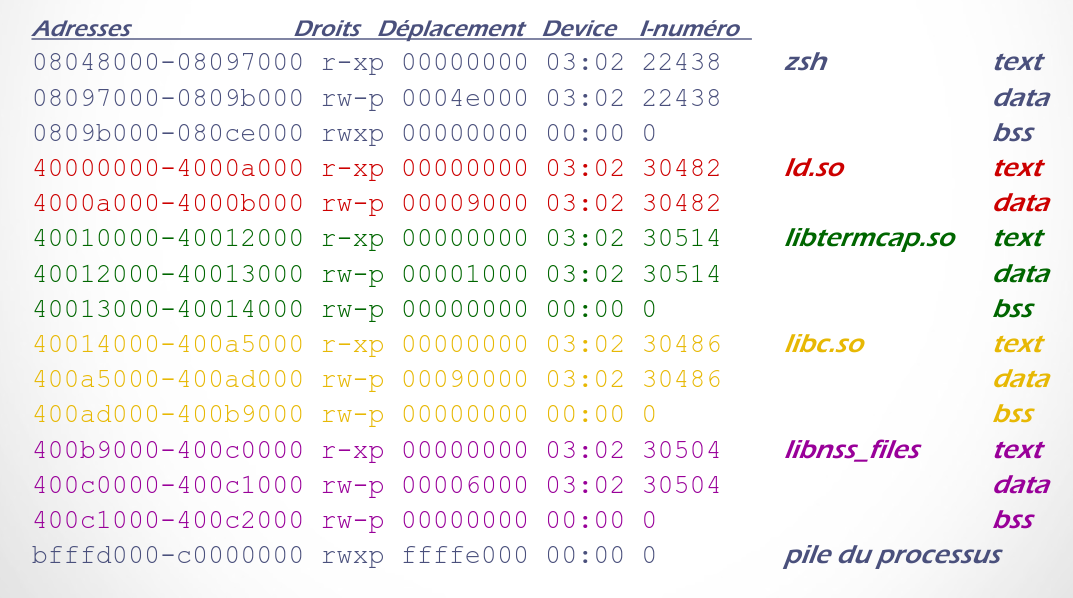 Adresses Droits Déplacement Device I-numéro
08048000-08097000 r-xp 00000000 03:02 22438 zsh text
08097000-0809b000 rw-p 0004e000 03:02 22438 data
0809b000-080ce000 rwxp 00000000 00:00 0 bss
40000000-4000a000 r-xp 00000000 03:02 30482 ld.so text
4000a000-4000b000 rw-p 00009000 03:02 30482 data
40010000-40012000 r-xp 00000000 03:02 30514 libtermcap.so text
40012000-40013000 rw-p 00001000 03:02 30514 data
40013000-40014000 rw-p 00000000 00:00 0 bss
40014000-400a5000 r-xp 00000000 03:02 30486 libc.so text
400a5000-400ad000 rw-p 00090000 03:02 30486 data
400ad000-400b9000 rw-p 00000000 00:00 0 bss
400b9000-400c0000 r-xp 00000000 03:02 30504 libnss_files text
400c0000-400c1000 rw-p 00006000 03:02 30504 data
400c1000-400c2000 rw-p 00000000 00:00 0 bss
bfffd000-c0000000 rwxp ffffe000 00:00 0 pile du processus